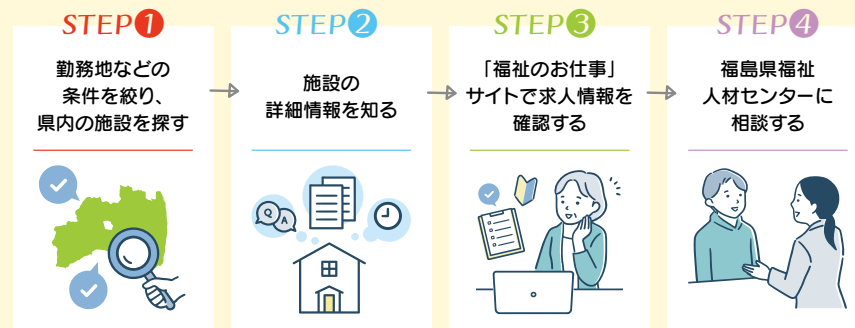 STEP1
勤務地などの
条件を絞り、
県内の施設を探す
STEP2
施設の
詳細情報を知る
Q
A
STEP3
「福祉のお仕事」
サイトで求人情報を
確認する
STEP4
福島県福祉
人材センターに
相談する